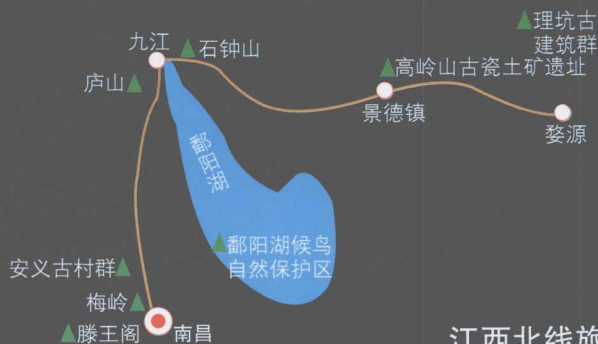 理坑古
建筑群
九江
石钟山
高岭山古瓷土矿遗址
庐山
景德镇
婺源
鄱阳湖
鄱阳湖候鸟
自然保护区
安义古村群
梅岭
滕王阁
南昌
江西北线旅